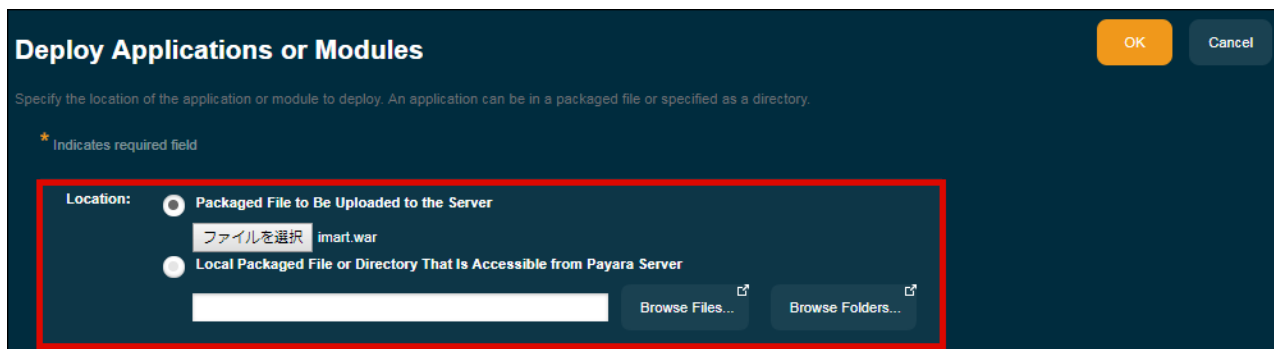 Deploy Applications or Modules
OK
Cancel
Specify the location of the application or module to deploy. An application can be in a packaged file or specified as a directory.
* Indicates required field
Location:
Packaged File to Be Uploaded to the Server
ファイルを選択 imart.war
Local Packaged File or Directory That Is Accessible from Payara Server
Browse Files...
Browse Folders...